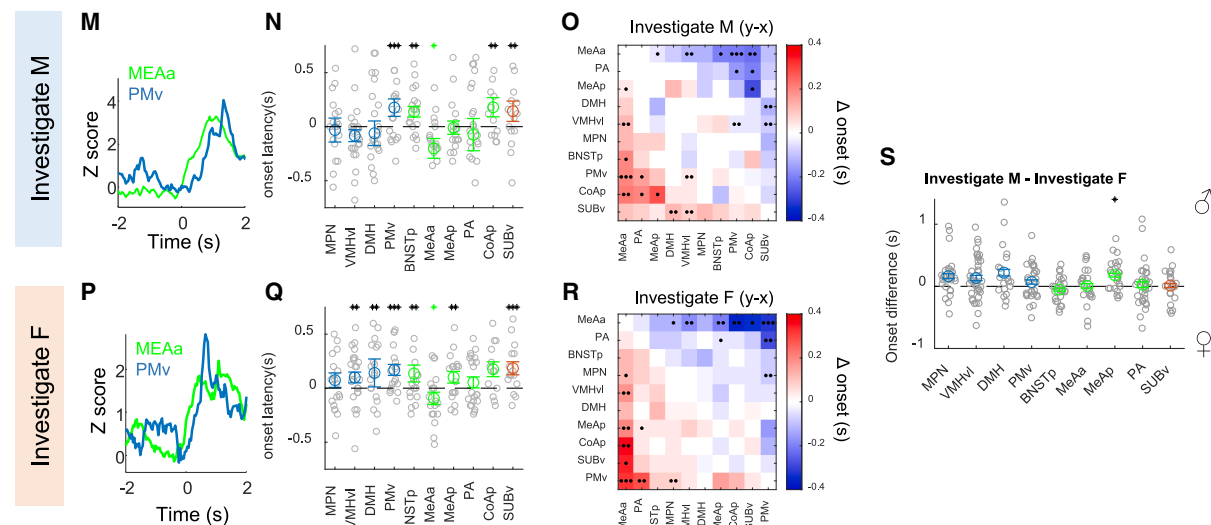 Investigate M
M
MEAa
PMv
Z score
4
2
0
-2
0
2
Time (s)
N
onset latency(s)
0.5
0
-0.5
MPN
VMHvl
DMH
PMv
BNSTp
MeAa
MeAp
PA
CoAp
SUBv
O
Investigate M (y-x)
MeAa
PA
MeAp
DMH
VMHvl
MPN
BNSTp
PMv
CoAp
SUBv
MeAa
PA
MeAp
DMH
VMHvl
MPN
BNSTp
PMv
CoAp
SUBv
0.4
0.2
0
-0.2
-0.4
Δ onset (s)
Investigate F
P
MEAa
PMv
Z score
2
1
0
-2
0
2
Time (s)
Q
onset latency(s)
0.5
0
-0.5
MPN
VMHvl
DMH
PMv
BNSTp
MeAa
MeAp
PA
CoAp
SUBv
R
Investigate F (y-x)
MeAa
PA
BNSTp
MPN
VMHvl
DMH
MeAp
CoAp
SUBv
PMv
MeAa
PA
NSTp
MPN
VMHvl
DMH
MeAp
CoAp
SUBv
PMv
0.4
0.2
0
-0.2
-0.4
Δ onset (s)
S
Investigate M - Investigate F
Onset difference (s)
1
0
-1
♂
♀
MPN
VMHvl
DMH
PMv
BNSTp
MeAa
MeAp
PA
SUBv